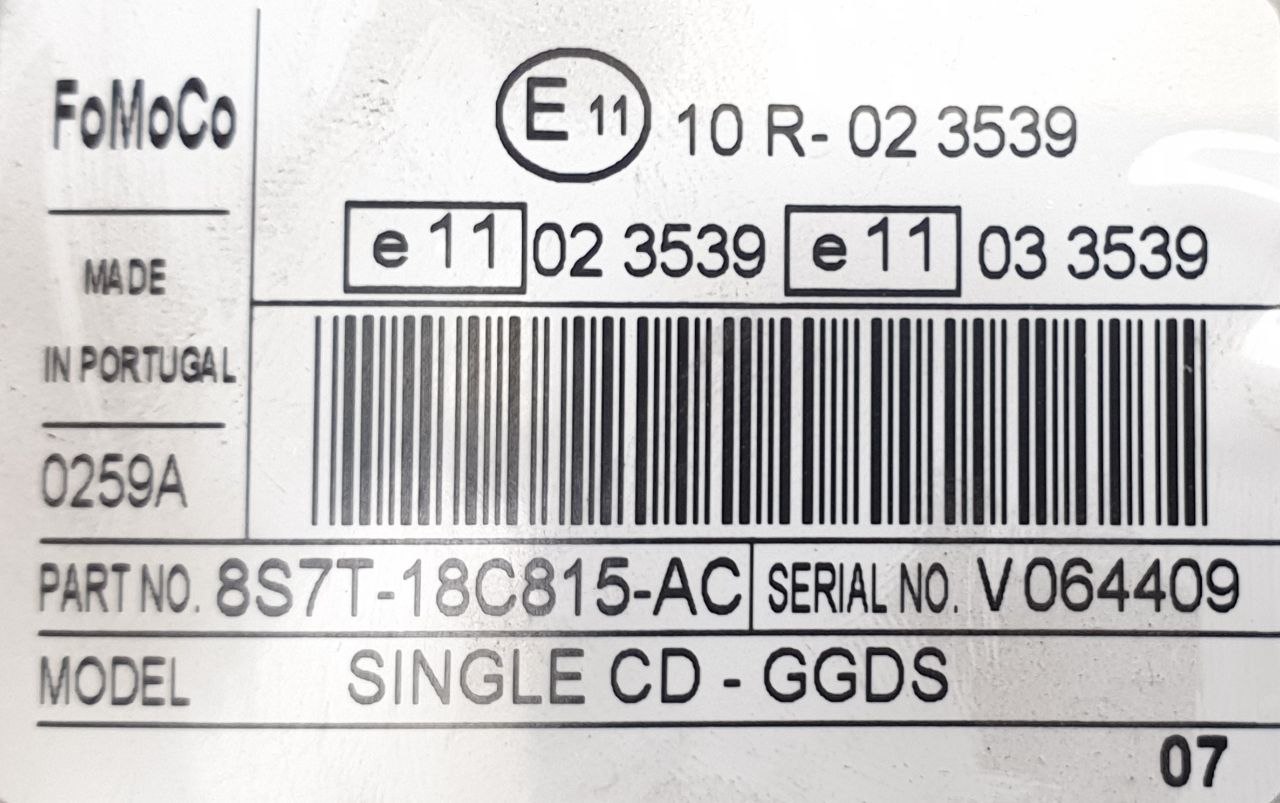 FoMoCo
E 11 10 R- 02 3539
e 11 02 3539 e 11 03 3539
MADE
IN PORTUGAL
0259A
PART NO. 8S7T-18C815-AC SERIAL NO. V064409
MODEL SINGLE CD - GGDS
07